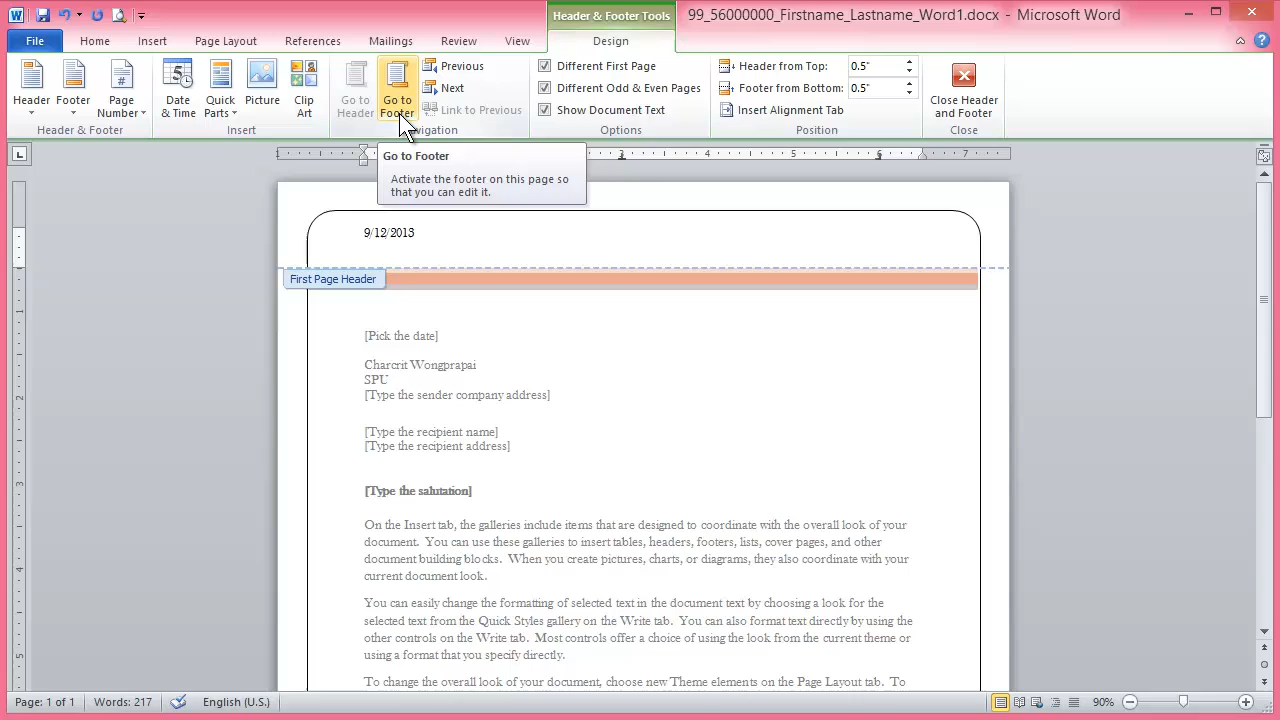 Header & Footer Tools
99_56000000_Firstname_Lastname_Word1.docx - Microsoft Word
File Home Insert Page Layout References Mailings Review View Design
Header
Footer
Page Number
Header & Footer
Date & Time
Quick Parts
Picture
Clip Art
Insert
Go to Header
Go to Footer
Previous
Next
Link to Previous
Navigation
Different First Page
Different Odd & Even Pages
Show Document Text
Options
Header from Top: 0.5"
Footer from Bottom: 0.5"
Insert Alignment Tab
Position
Close Header and Footer
Close
Go to Footer
Activate the footer on this page so
that you can edit it.
1 5 6 7
9/12/2013
First Page Header
[Pick the date]
Charcrit Wongprapai
SPU
[Type the sender company address]
[Type the recipient name]
[Type the recipient address]
[Type the salutation]
On the Insert tab, the galleries include items that are designed to coordinate with the overall look of your
document. You can use these galleries to insert tables, headers, footers, lists, cover pages, and other
document building blocks. When you create pictures, charts, or diagrams, they also coordinate with your
current document look.
You can easily change the formatting of selected text in the document text by choosing a look for the
selected text from the Quick Styles gallery on the Write tab. You can also format text directly by using the
other controls on the Write tab. Most controls offer a choice of using the look from the current theme or
using a format that you specify directly.
To change the overall look of your document, choose new Theme elements on the Page Layout tab. To
1
2
3
4
5
Page: 1 of 1 Words: 217 English (U.S.) 90%